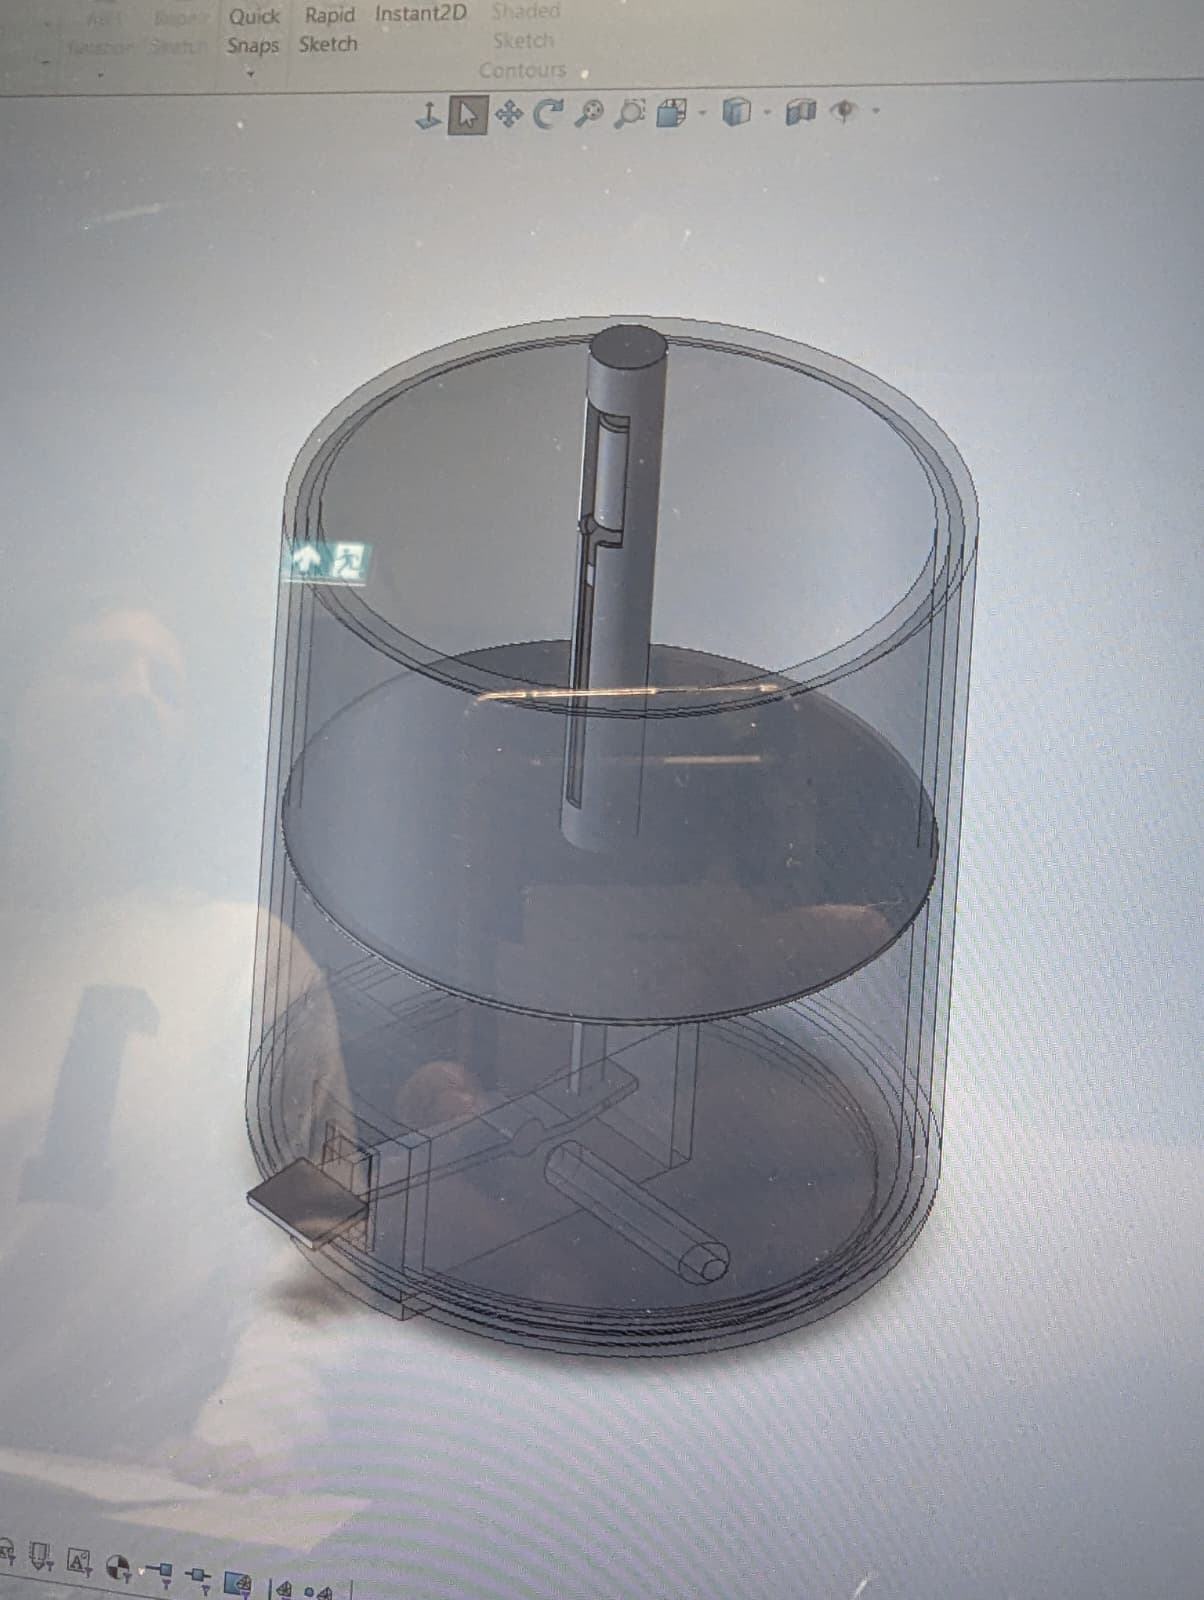 Quick Rapid Instant2D Shaded
Snaps Sketch Sketch
Contours
A